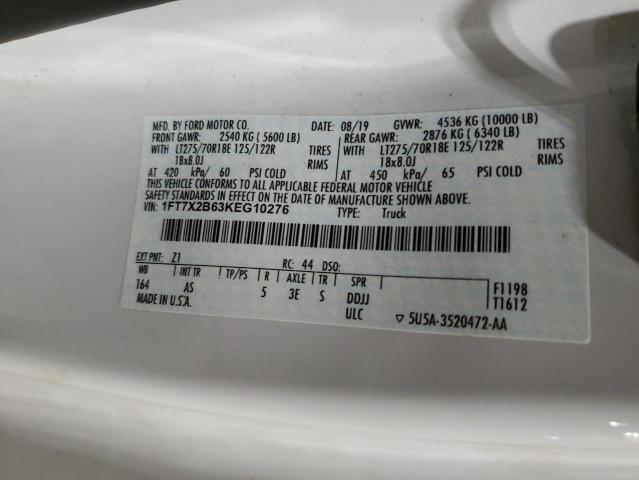 MFD. BY FORD MOTOR CO. DATE: 08/19 GVWR: 4536 KG (10000 LB)
FRONT GAWR: 2540 KG (5600 LB) REAR GAWR: 2876 KG (6340 LB)
WITH LT275/70R18E 125/122R TIRES WITH LT275/70R18E 125/122R TIRES
18x8.0J RIMS 18x8.0J RIMS
AT 420 kPa/ 60 PSI COLD AT 450 kPa/ 65 PSI COLD
THIS VEHICLE CONFORMS TO ALL APPLICABLE FEDERAL MOTOR VEHICLE
SAFETY STANDARDS IN EFFECT ON THE DATE OF MANUFACTURE SHOWN ABOVE.
VIN: 1FT7X2B63KEG10276 TYPE: Truck
EXT PNT: Z1 RC: 44 DSO:
WB INT TR TP/PS R AXLE TR SPR F1198
164 AS 5 3E S DDJJ T1612
MADE IN U.S.A. ULC ▽ 5U5A-3520472-AA